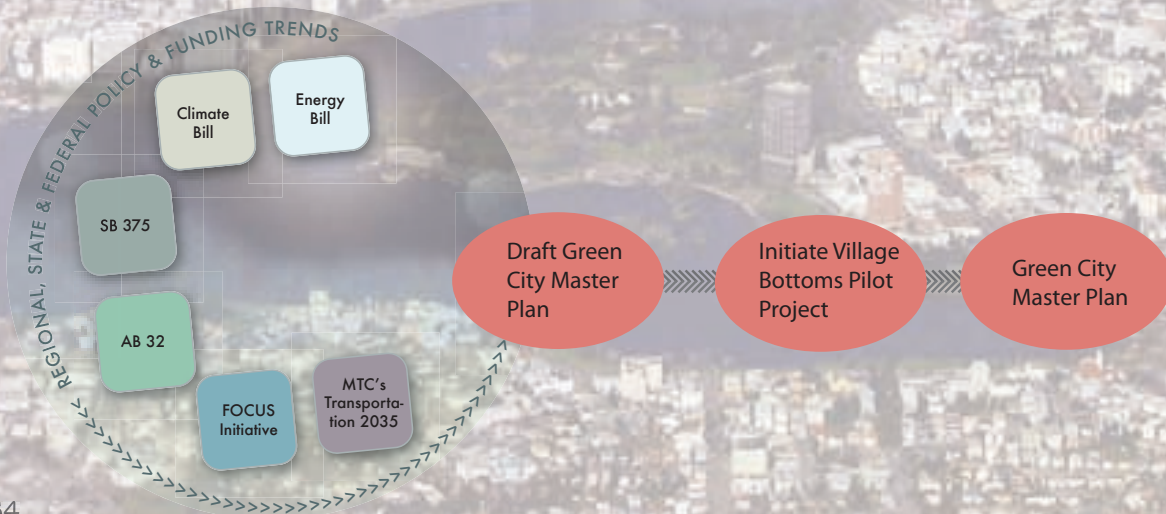 REGIONAL, STATE & FEDERAL POLICY & FUNDING TRENDS
Climate
Bill
Energy
Bill
SB 375
AB 32
FOCUS
Initiative
MTC's
Transporta-
tion 2035
Draft Green
City Master
Plan
Initiate Village
Bottoms Pilot
Project
Green City
Master Plan